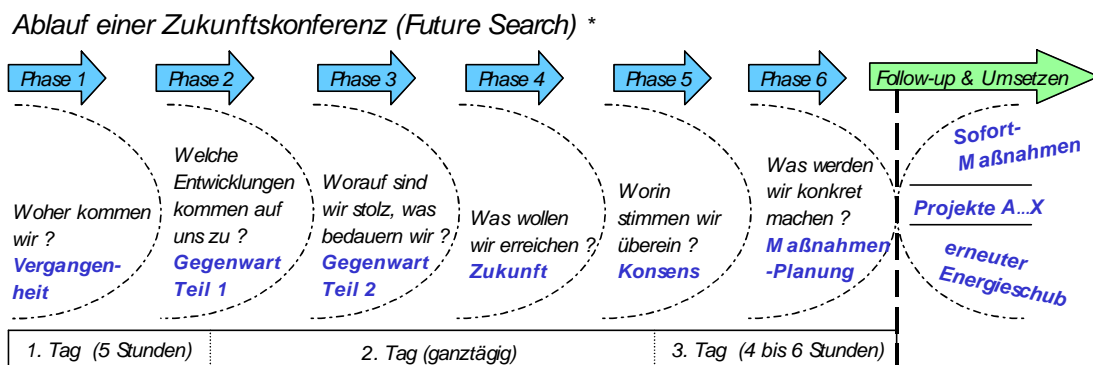 Ablauf einer Zukunftskonferenz (Future Search) *
Phase 1
Phase 2
Phase 3
Phase 4
Phase 5
Phase 6
Follow-up & Umsetzen
Woher kommen
wir ?
Vergangen-
heit
Welche
Entwicklungen
kommen auf
uns zu ?
Gegenwart
Teil 1
Worauf sind
wir stolz, was
bedauern wir ?
Gegenwart
Teil 2
Was wollen
wir erreichen ?
Zukunft
Worin
stimmen wir
überein ?
Konsens
Was werden
wir konkret
machen ?
Maßnahmen
-Planung
Sofort-
Maßnahmen
Projekte A...X
erneuter
Energieschub
1. Tag (5 Stunden)
2. Tag (ganztägig)
3. Tag (4 bis 6 Stunden)